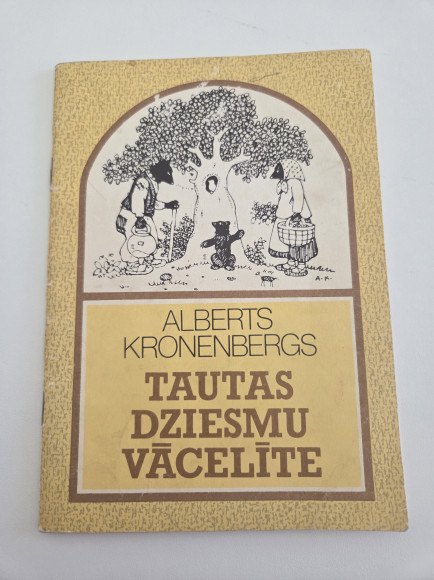 A.K.
ALBERTS
KRONENBERGS
TAUTAS
DZIESMU
VĀCELĪTE